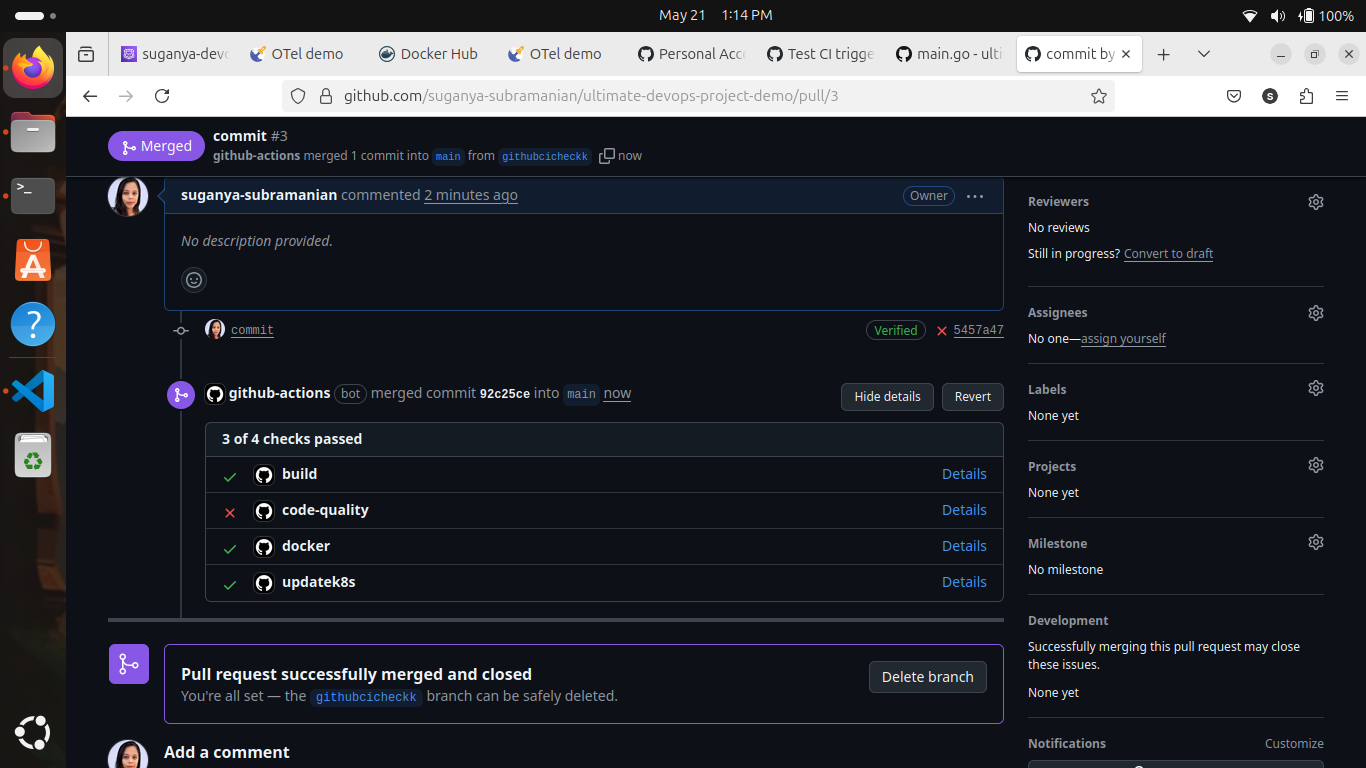 May 21 1:14 PM
100%
suganya-devo
OTel demo
Docker Hub
OTel demo
Personal Acc
Test CI trigge
main.go - ulti
commit by
github.com/suganya-subramanian/ultimate-devops-project-demo/pull/3
S
Merged
commit #3
github-actions merged 1 commit into main from githubcicheckk now
suganya-subramanian commented 2 minutes ago
Owner
No description provided.
commit
Verified
5457a47
github-actions bot merged commit 92c25ce into main now
Hide details
Revert
3 of 4 checks passed
build Details
code-quality Details
docker Details
updatek8s Details
Pull request successfully merged and closed
You're all set — the githubcicheckk branch can be safely deleted.
Delete branch
Add a comment
Reviewers
No reviews
Still in progress? Convert to draft
Assignees
No one—assign yourself
Labels
None yet
Projects
None yet
Milestone
No milestone
Development
Successfully merging this pull request may close
these issues.
None yet
Notifications
Customize